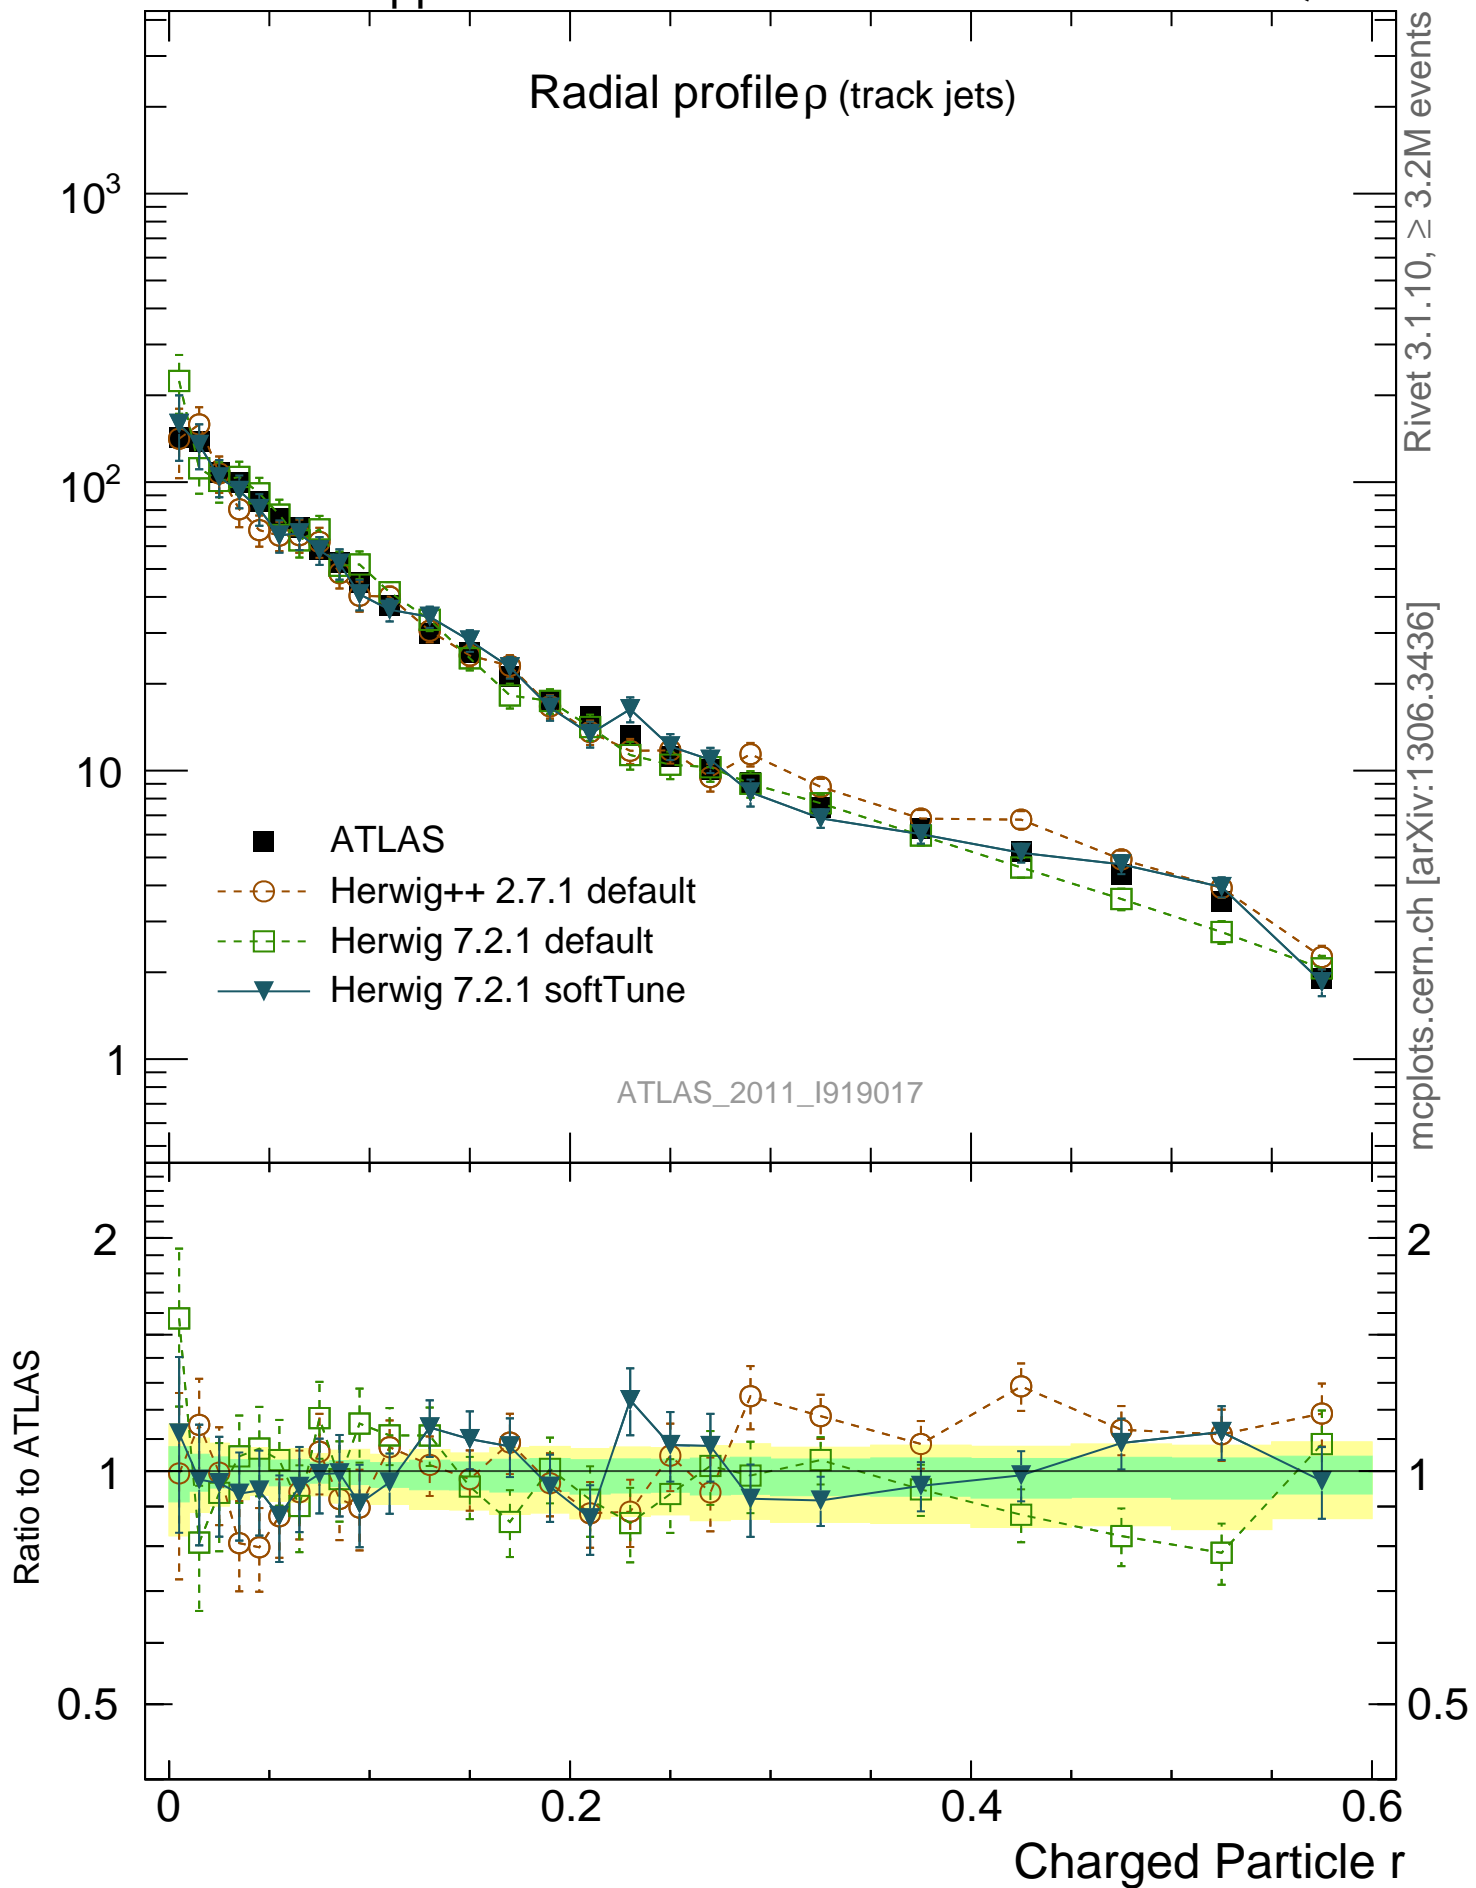 Radial profile ρ (track jets)
10³
10²
10
1
ATLAS
Herwig++ 2.7.1 default
Herwig 7.2.1 default
Herwig 7.2.1 softTune
ATLAS_2011_I919017
Rivet 3.1.10, ≥ 3.2M events
mcplots.cern.ch [arXiv:1306.3436]
Ratio to ATLAS
2
1
0.5
2
1
0.5
0
0.2
0.4
0.6
Charged Particle r